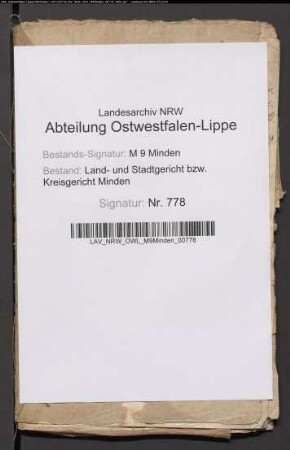 Landesarchiv NRW
Abteilung Ostwestfalen-Lippe
Bestands-Signatur: M 9 Minden
Bestand: Land- und Stadtgericht bzw.
Kreisgericht Minden
Signatur: Nr. 778
LAV_NRW_OWL_M9Minden_00778